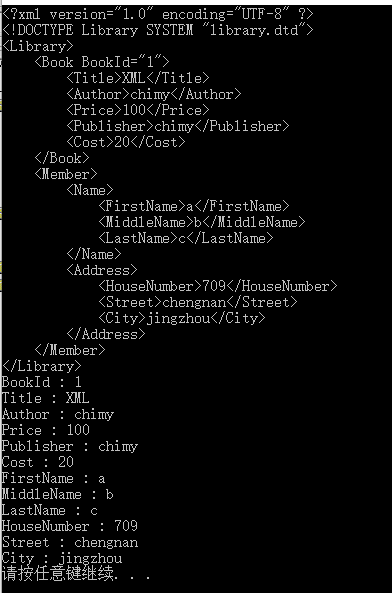 <?xml version="1.0" encoding="UTF-8" ?>
<!DOCTYPE Library SYSTEM "library.dtd">
<Library>
    <Book BookId="1">
        <Title>XML</Title>
        <Author>chimy</Author>
        <Price>100</Price>
        <Publisher>chimy</Publisher>
        <Cost>20</Cost>
    </Book>
    <Member>
        <Name>
            <FirstName>a</FirstName>
            <MiddleName>b</MiddleName>
            <LastName>c</LastName>
        </Name>
        <Address>
            <HouseNumber>709</HouseNumber>
            <Street>chengnan</Street>
            <City>jingzhou</City>
        </Address>
    </Member>
</Library>
BookId : 1
Title : XML
Author : chimy
Price : 100
Publisher : chimy
Cost : 20
FirstName : a
MiddleName : b
LastName : c
HouseNumber : 709
Street : chengnan
City : jingzhou
请按任意键继续. . .